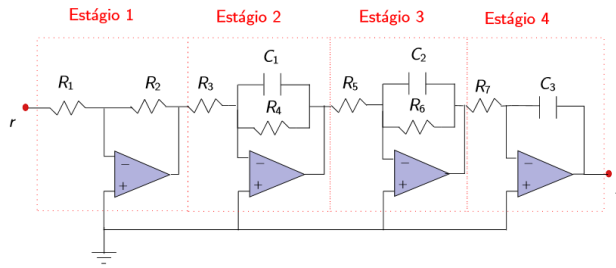 Estágio 1
Estágio 2
Estágio 3
Estágio 4
C1
C2
R1
R2
R3
R4
R5
R6
R7
C3
r
−
+
−
+
−
+
−
+